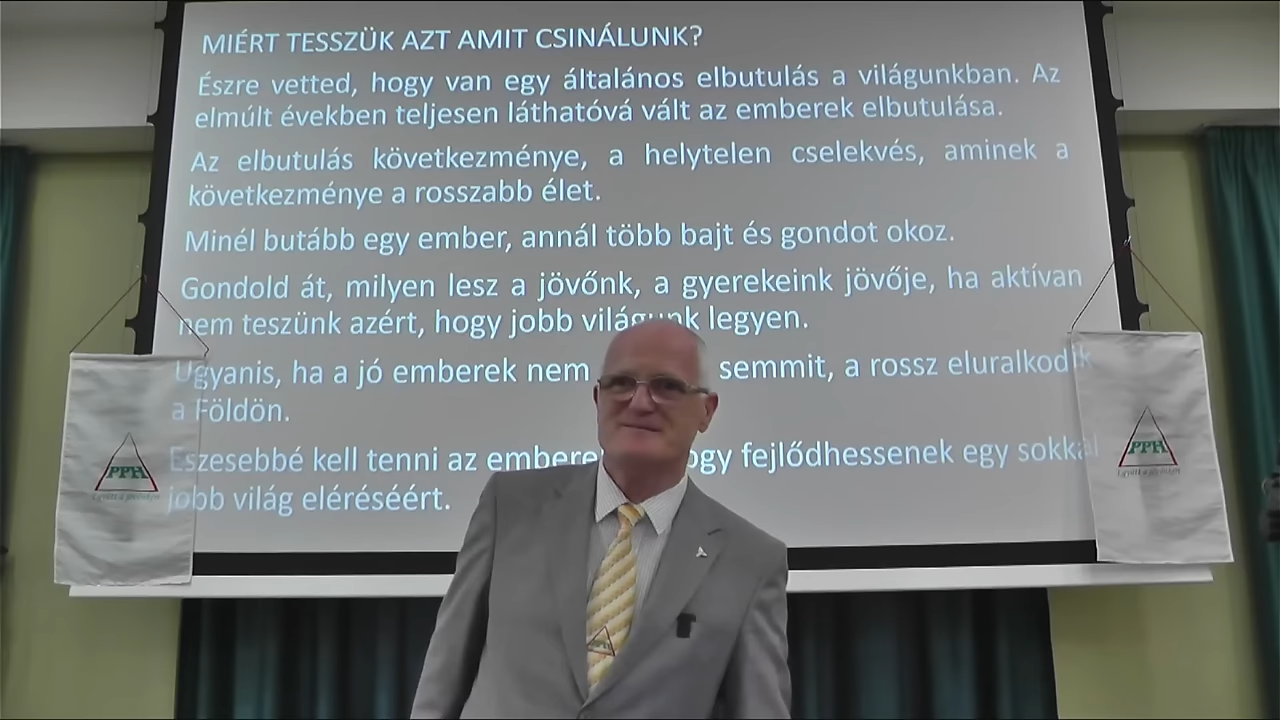 MIÉRT TESSZÜK AZT AMIT CSINÁLUNK?
Észre vetted, hogy van egy általános elbutulás a világunkban. Az
elmúlt években teljesen láthatóvá vált az emberek elbutulása.
Az elbutulás következménye, a helytelen cselekvés, aminek a
következménye a rosszabb élet.
Minél butább egy ember, annál több bajt és gondot okoz.
Gondold át, milyen lesz a jövőnk, a gyerekeink jövője, ha aktívan
nem teszünk azért, hogy jobb világunk legyen.
Ugyanis, ha a jó emberek nem semmit, a rossz eluralkodik
a Földön.
Eszesebbé kell tenni az fejlődhessenek egy sokkal
jobb világ eléréséért.
PPH
PPH